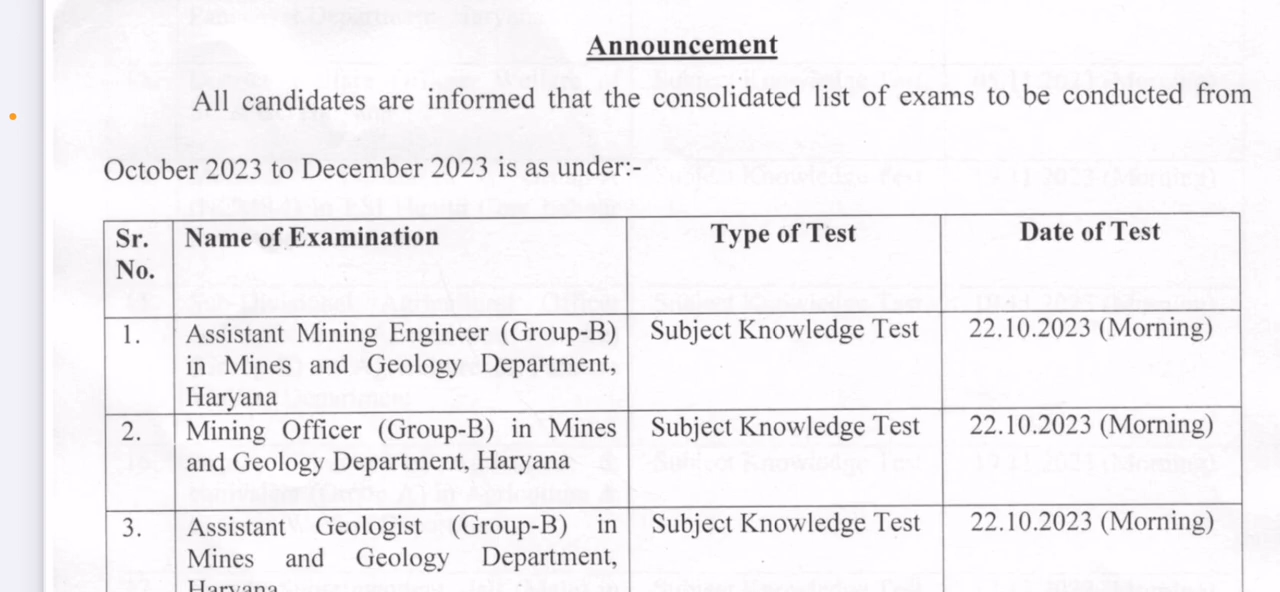 Announcement
All candidates are informed that the consolidated list of exams to be conducted from
October 2023 to December 2023 is as under:-
Sr. No. Name of Examination Type of Test Date of Test
1. Assistant Mining Engineer (Group-B) Subject Knowledge Test 22.10.2023 (Morning)
in Mines and Geology Department,
Haryana
2. Mining Officer (Group-B) in Mines Subject Knowledge Test 22.10.2023 (Morning)
and Geology Department, Haryana
3. Assistant Geologist (Group-B) in Subject Knowledge Test 22.10.2023 (Morning)
Mines and Geology Department,
Haryana